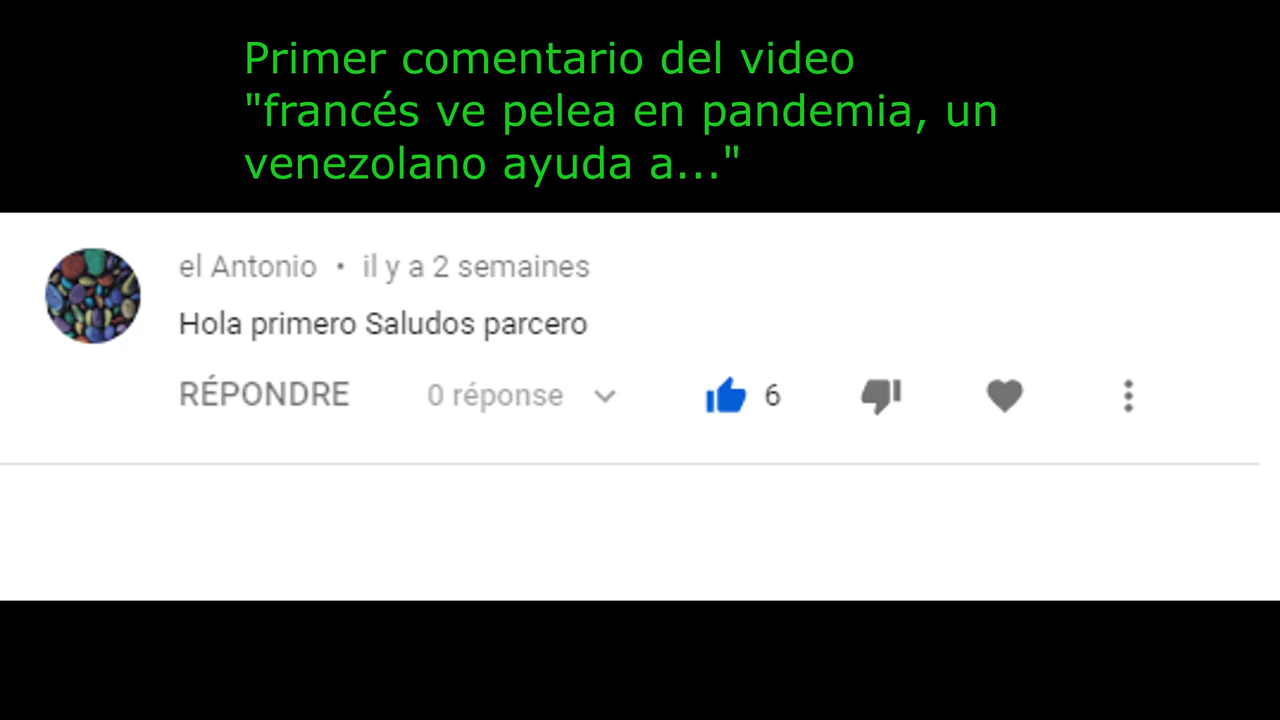 Primer comentario del video
"francés ve pelea en pandemia, un
venezolano ayuda a..."
el Antonio • il y a 2 semaines
Hola primero Saludos parcero
RÉPONDRE 0 réponse 6